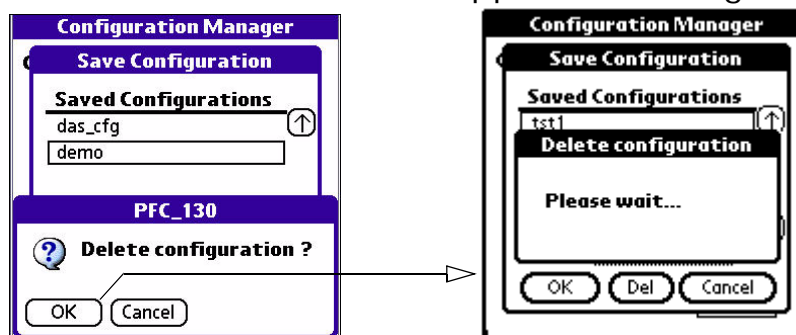 Configuration Manager
Save Configuration
Saved Configurations
das_cfg
demo
PFC_130
Delete configuration ?
OK Cancel
Configuration Manager
Save Configuration
Saved Configurations
tst1
Delete configuration
Please wait...
OK Del Cancel